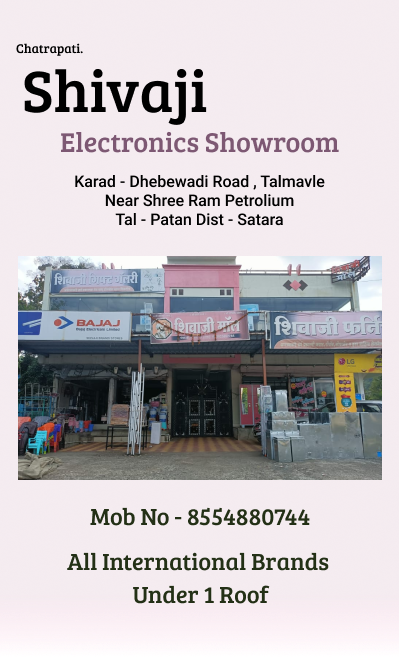 Chatrapati.
Shivaji
Electronics Showroom
Karad - Dhebewadi Road , Talmavle
Near Shree Ram Petrolium
Tal - Patan Dist - Satara
शिवाजी
BAJAJ
शिवाजी मॉल
शिवाजी फर्नि
LG
Mob No - 8554880744
All International Brands
Under 1 Roof